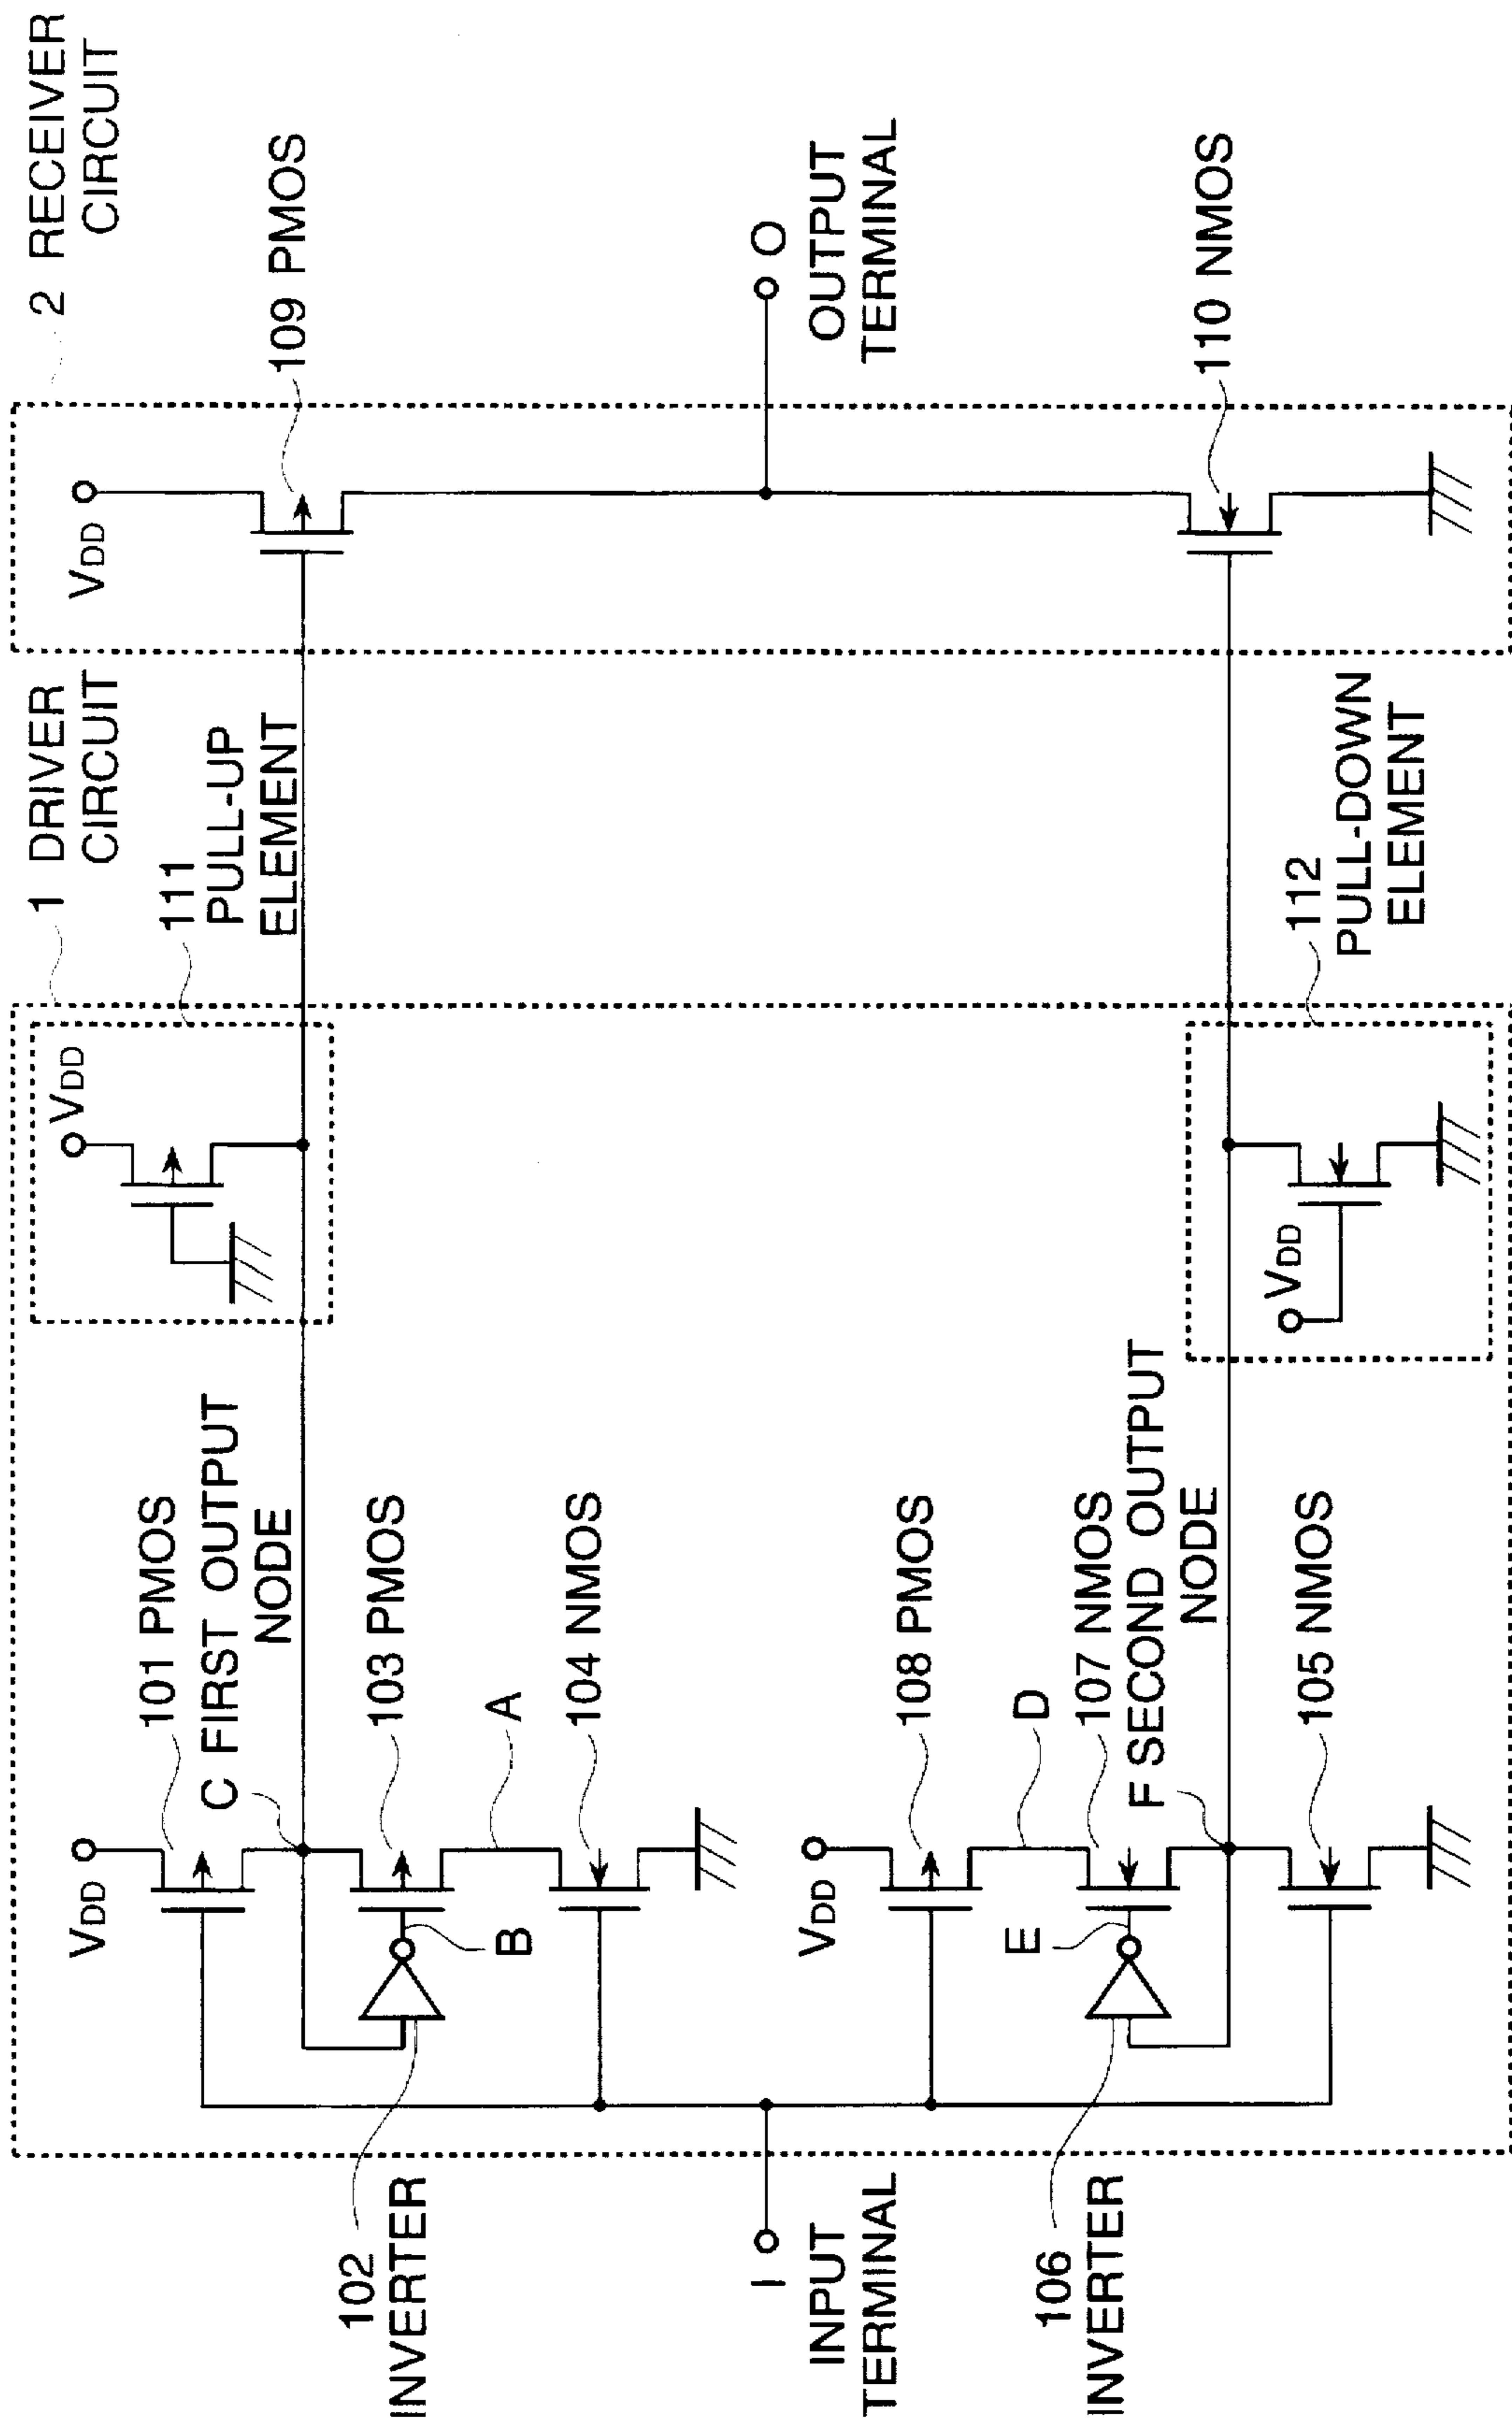 1 DRIVER
CIRCUIT
2 RECEIVER
CIRCUIT
111
PULL-UP
ELEMENT
VDD
VDD
VDD
101 PMOS
C FIRST OUTPUT
NODE
109 PMOS
102
INVERTER
B
103 PMOS
A
104 NMOS
I
INPUT
TERMINAL
O
OUTPUT
TERMINAL
VDD
108 PMOS
D
E
107 NMOS
106
INVERTER
F SECOND OUTPUT
NODE
105 NMOS
VDD
112
PULL-DOWN
ELEMENT
110 NMOS